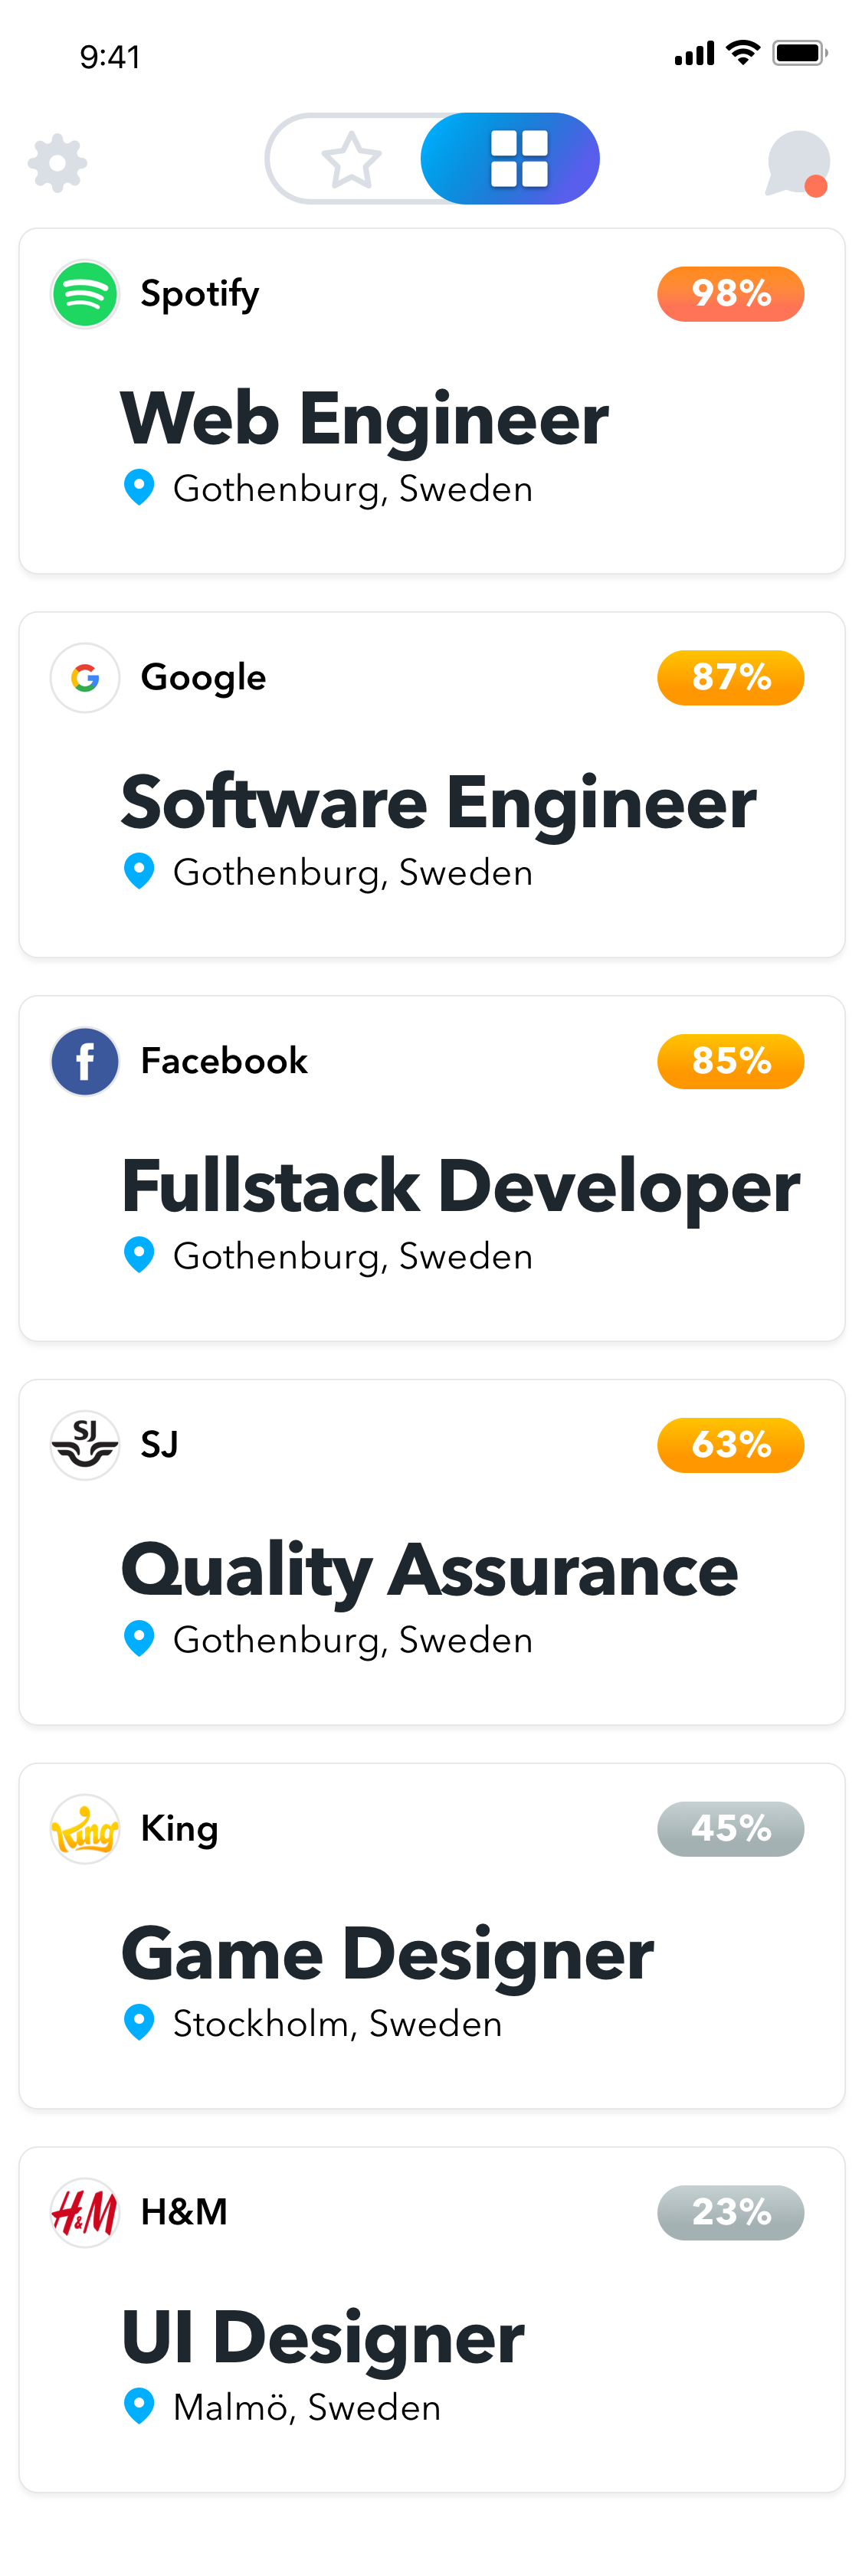 9:41
Spotify
98%
Web Engineer
Gothenburg, Sweden
Google
87%
Software Engineer
Gothenburg, Sweden
f
Facebook
85%
Fullstack Developer
Gothenburg, Sweden
SJ
SJ
63%
Quality Assurance
Gothenburg, Sweden
King
King
45%
Game Designer
Stockholm, Sweden
H&M
H&M
23%
UI Designer
Malmö, Sweden